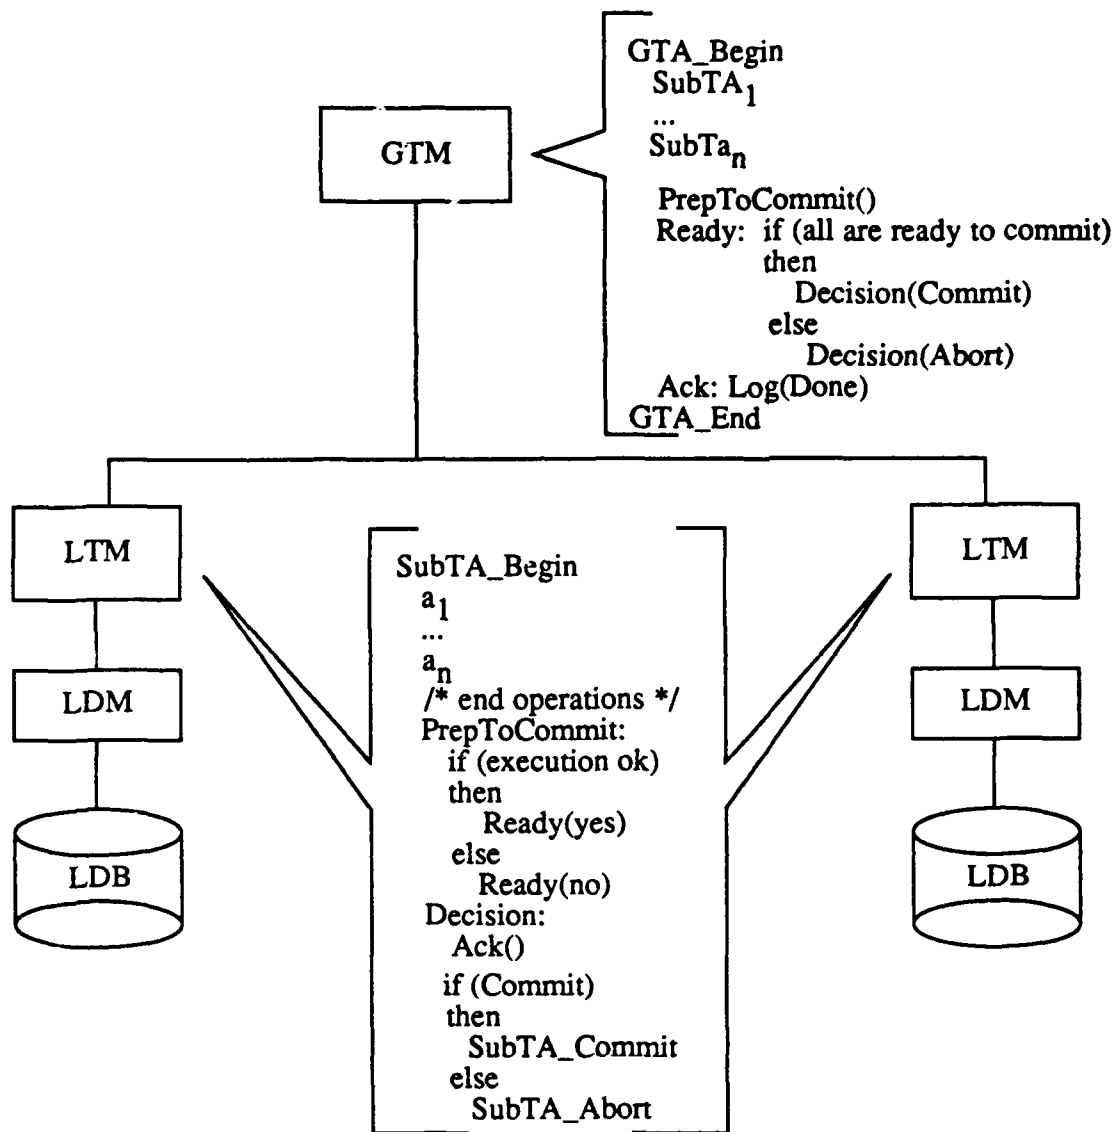 GTM
GTA_Begin
SubTA1
...
SubTan
PrepToCommit()
Ready: if (all are ready to commit)
then
Decision(Commit)
else
Decision(Abort)
Ack: Log(Done)
GTA_End
LTM
LDM
LDB
SubTA_Begin
a1
...
an
/* end operations */
PrepToCommit:
if (execution ok)
then
Ready(yes)
else
Ready(no)
Decision:
Ack()
if (Commit)
then
SubTA_Commit
else
SubTA_Abort
LTM
LDM
LDB